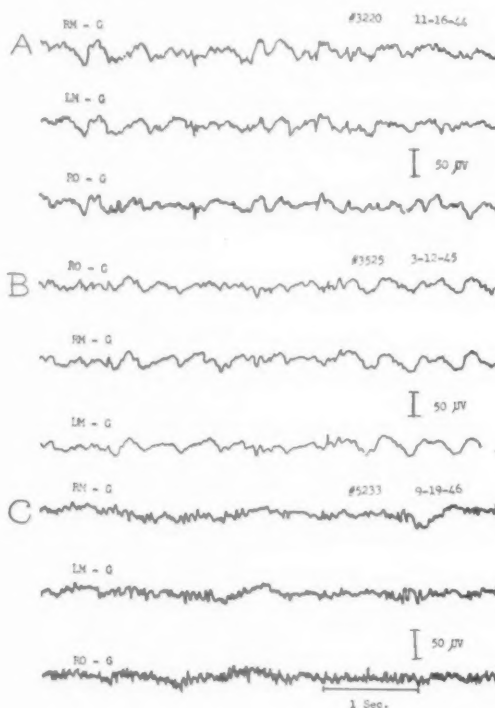 A
RM - G #3220 11-16-44
LM - G
50 µV
RO - G
B
RO - G #3525 3-12-45
RM - G
50 µV
LM - G
C
RM - G #5233 9-19-46
LM - G
50 µV
RO - G
1 Sec.